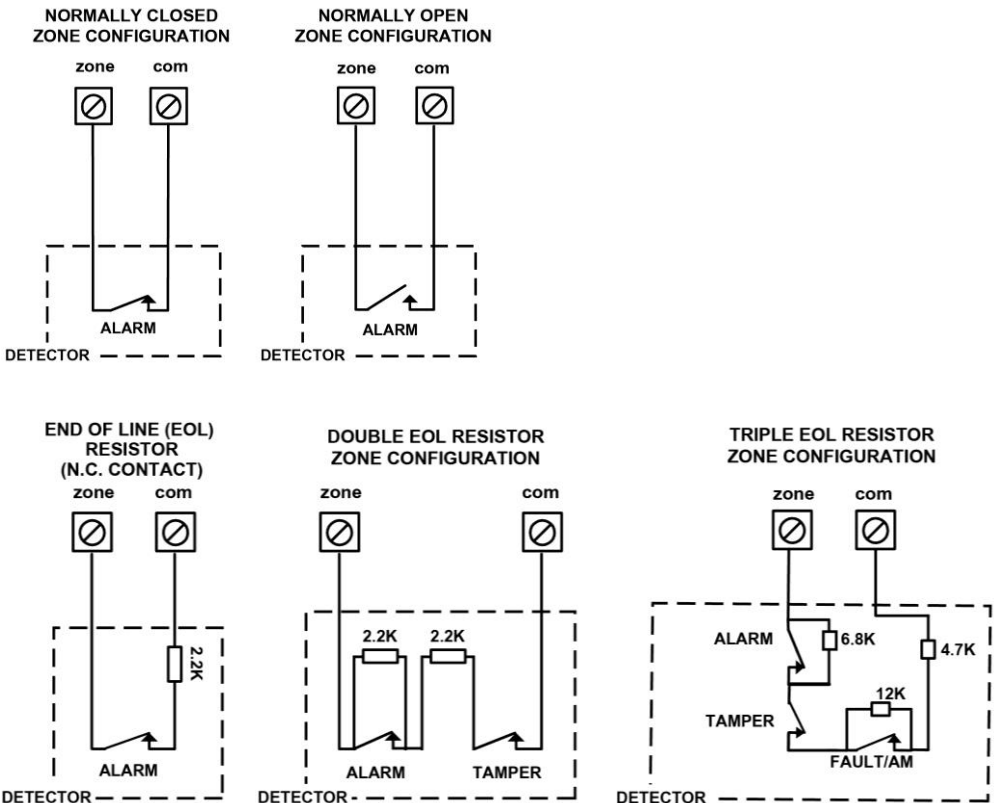 NORMALLY CLOSED
ZONE CONFIGURATION
zone com
ALARM
DETECTOR
NORMALLY OPEN
ZONE CONFIGURATION
zone com
ALARM
DETECTOR
END OF LINE (EOL)
RESISTOR
(N.C. CONTACT)
zone com
2.2K
ALARM
DETECTOR
DOUBLE EOL RESISTOR
ZONE CONFIGURATION
zone com
2.2K 2.2K
ALARM TAMPER
DETECTOR
TRIPLE EOL RESISTOR
ZONE CONFIGURATION
zone com
ALARM 6.8K 4.7K
12K
TAMPER
FAULT/AM
DETECTOR